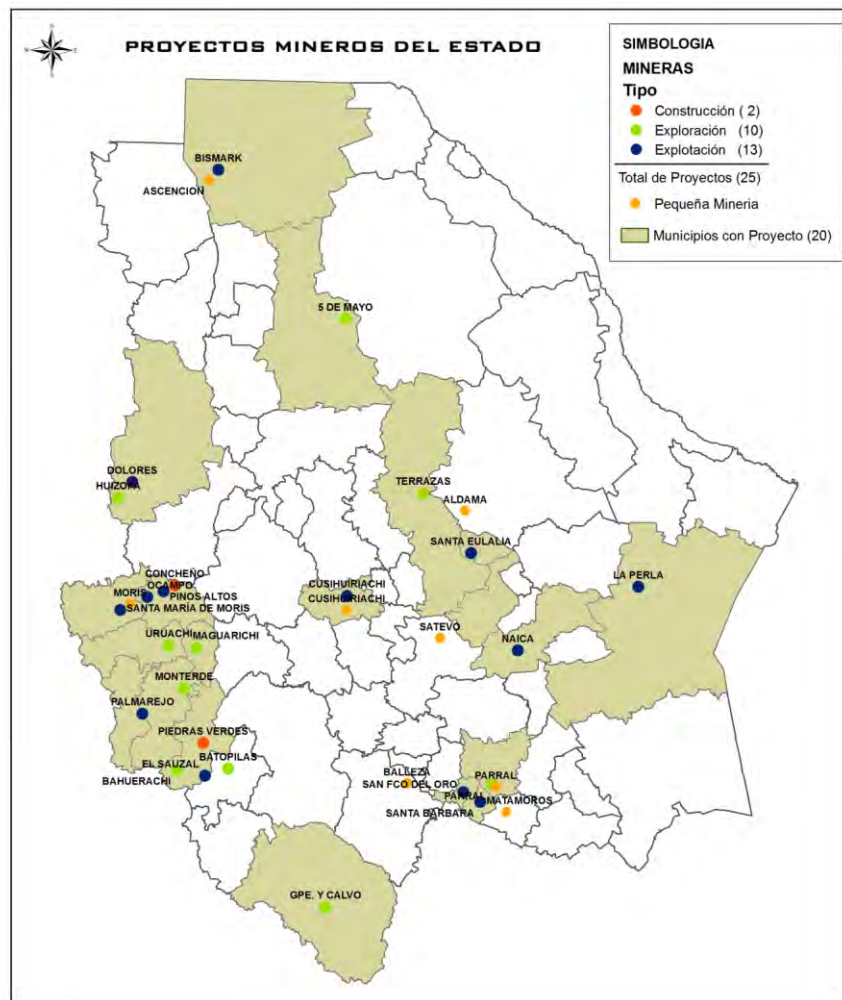 PROYECTOS MINEROS DEL ESTADO
SIMBOLOGIA
MINERAS
Tipo
Construcción ( 2)
Exploración (10)
Explotación (13)
Total de Proyectos (25)
Pequeña Mineria
Municipios con Proyecto (20)
BISMARK
ASCENCION
5 DE MAYO
DOLORES
HUIZOPA
TERRAZAS
ALDAMA
SANTA EULALIA
LA PERLA
CONCHEÑO
OCAMPO
MORIS
PINOS ALTOS
SANTA MARÍA DE MORIS
CUSIHUIRIACHI
CUSIHUIRIACHI
URUACHI
MAGUARICHI
SATEVO
NAICA
MONTERDE
PALMAREJO
PIEDRAS VERDES
BATOPILAS
EL SAUZAL
BAHUERACHI
BALLEZA
SAN FCO DEL ORO
PARRAL
PARRAL
MATAMOROS
SANTA BARBARA
GPE. Y CALVO